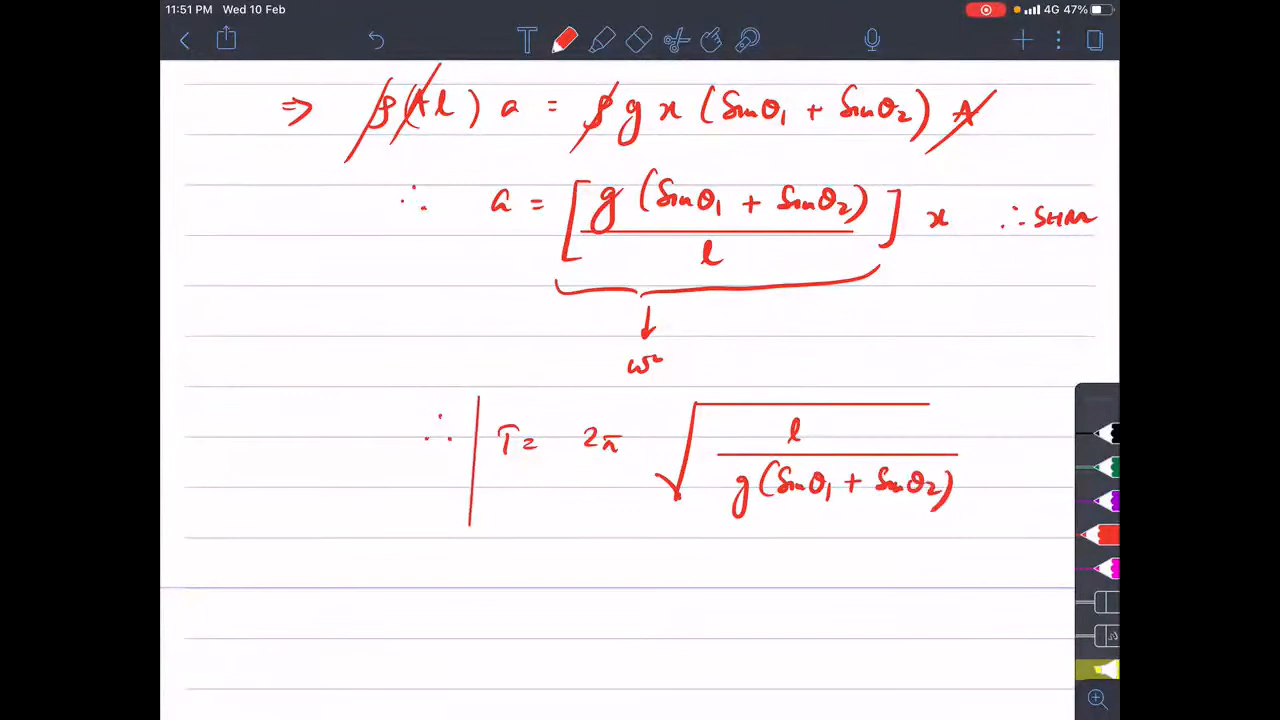 11:51 PM Wed 10 Feb 4G 47%
T
⇒ ρ(Al) a = ρ g x (Sinθ₁ + Sinθ₂) A
∴ a = [g (Sinθ₁ + Sinθ₂) / l] x ∴ SHM
ω²
∴ T = 2π √(l / g(Sinθ₁ + Sinθ₂))